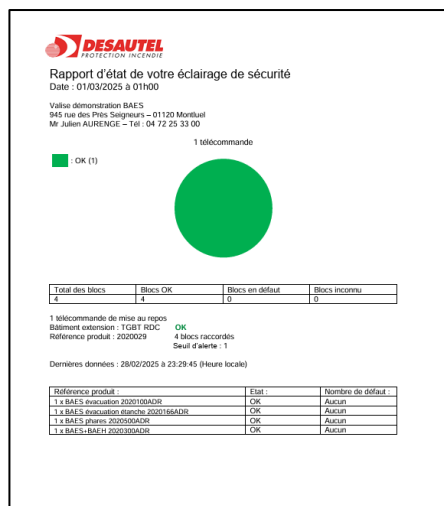 DESAUTEL
PROTECTION INCENDIE
Rapport d'état de votre éclairage de sécurité
Date : 01/03/2025 à 01h00
Valise démonstration BAES
945 rue des Près Seigneurs – 01120 Montluel
Mr Julien AURENGE – Tél : 04 72 25 33 00
1 télécommande
: OK (1)
Total des blocs Blocs OK Blocs en défaut Blocs inconnu
4 4 0 0
1 télécommande de mise au repos
Bâtiment extension : TGBT RDC OK
Référence produit : 2020029 4 blocs raccordés
Seuil d'alerte : 1
Dernières données : 28/02/2025 à 23:29:45 (Heure locale)
Référence produit : Etat : Nombre de défaut :
1 x BAES évacuation 2020100ADR OK Aucun
1 x BAES évacuation étanche 2020166ADR OK Aucun
1 x BAES phares 2020500ADR OK Aucun
1 x BAES+BAEH 2020300ADR OK Aucun